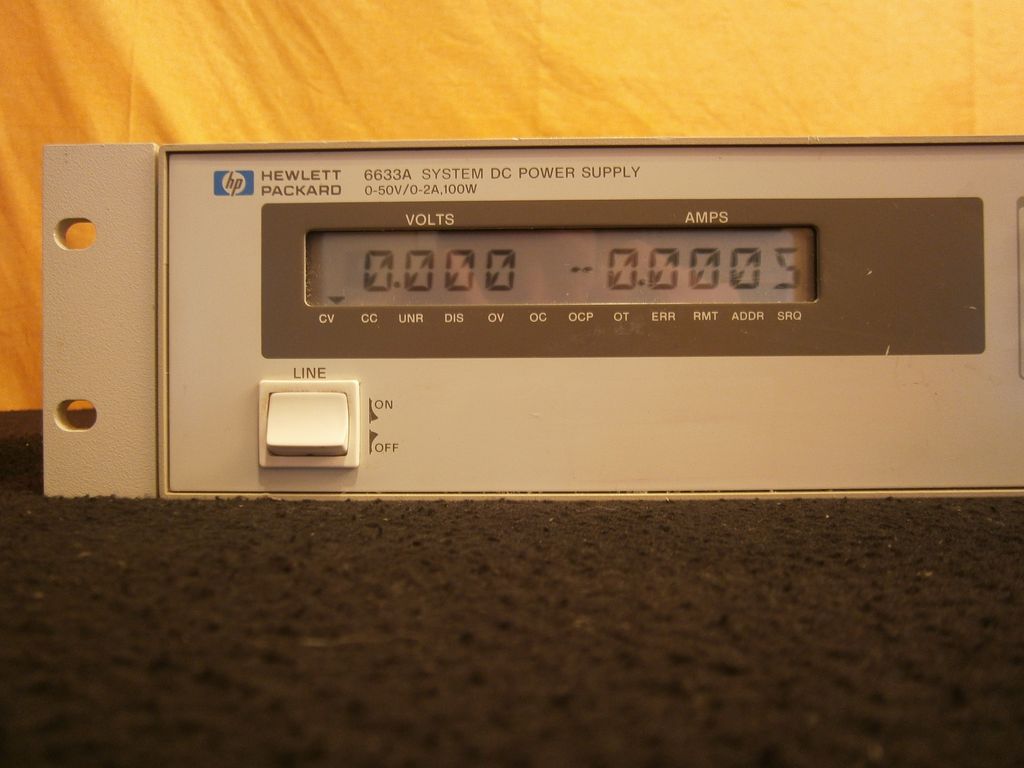 hp HEWLETT PACKARD
6633A SYSTEM DC POWER SUPPLY
0-50V/0-2A,100W
VOLTS AMPS
0.000 -0.0005
CV CC UNR DIS OV OC OCP OT ERR RMT ADDR SRQ
LINE
ON
OFF